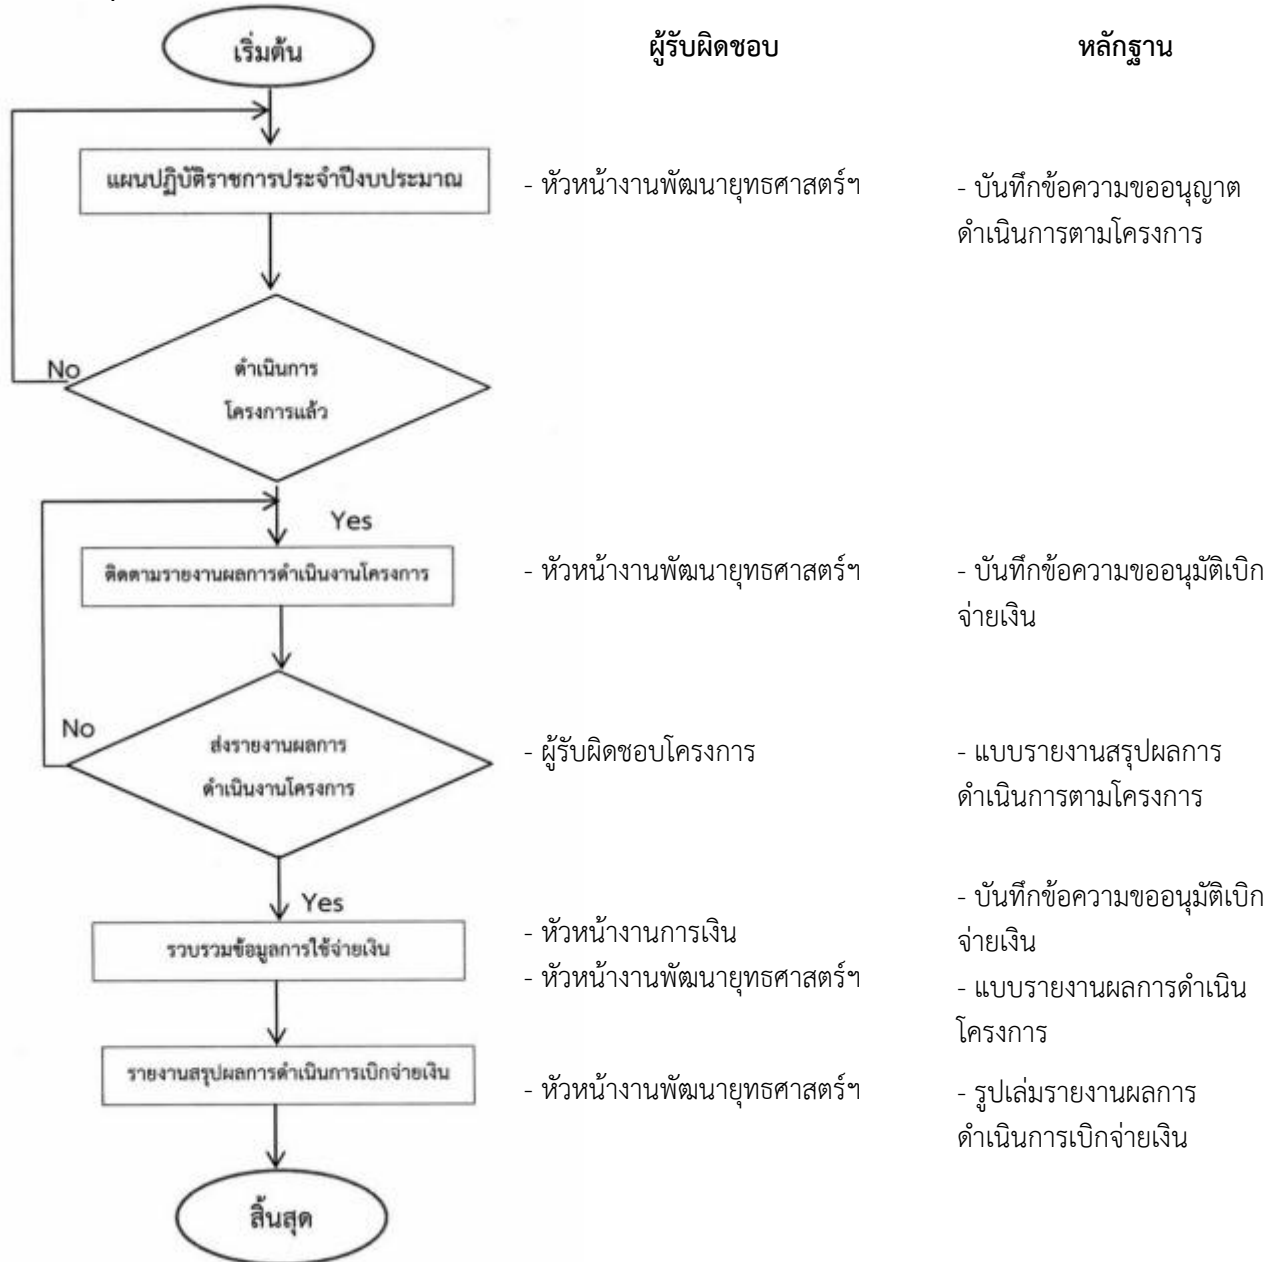 เริ่มต้น
ผู้รับผิดชอบ
หลักฐาน
แผนปฏิบัติราชการประจำปีงบประมาณ
- หัวหน้างานพัฒนายุทธศาสตร์ฯ
- บันทึกข้อความขออนุญาต
ดำเนินการตามโครงการ
No
ดำเนินการ
โครงการแล้ว
Yes
ติดตามรายงานผลการดำเนินงานโครงการ
- หัวหน้างานพัฒนายุทธศาสตร์ฯ
- บันทึกข้อความขออนุมัติเบิก
จ่ายเงิน
No
ส่งรายงานผลการ
ดำเนินงานโครงการ
- ผู้รับผิดชอบโครงการ
- แบบรายงานสรุปผลการ
ดำเนินการตามโครงการ
Yes
รวบรวมข้อมูลการใช้จ่ายเงิน
- หัวหน้างานการเงิน
- หัวหน้างานพัฒนายุทธศาสตร์ฯ
- บันทึกข้อความขออนุมัติเบิก
จ่ายเงิน
- แบบรายงานผลการดำเนิน
โครงการ
รายงานสรุปผลการดำเนินการเบิกจ่ายเงิน
- หัวหน้างานพัฒนายุทธศาสตร์ฯ
- รูปเล่มรายงานผลการ
ดำเนินการเบิกจ่ายเงิน
สิ้นสุด